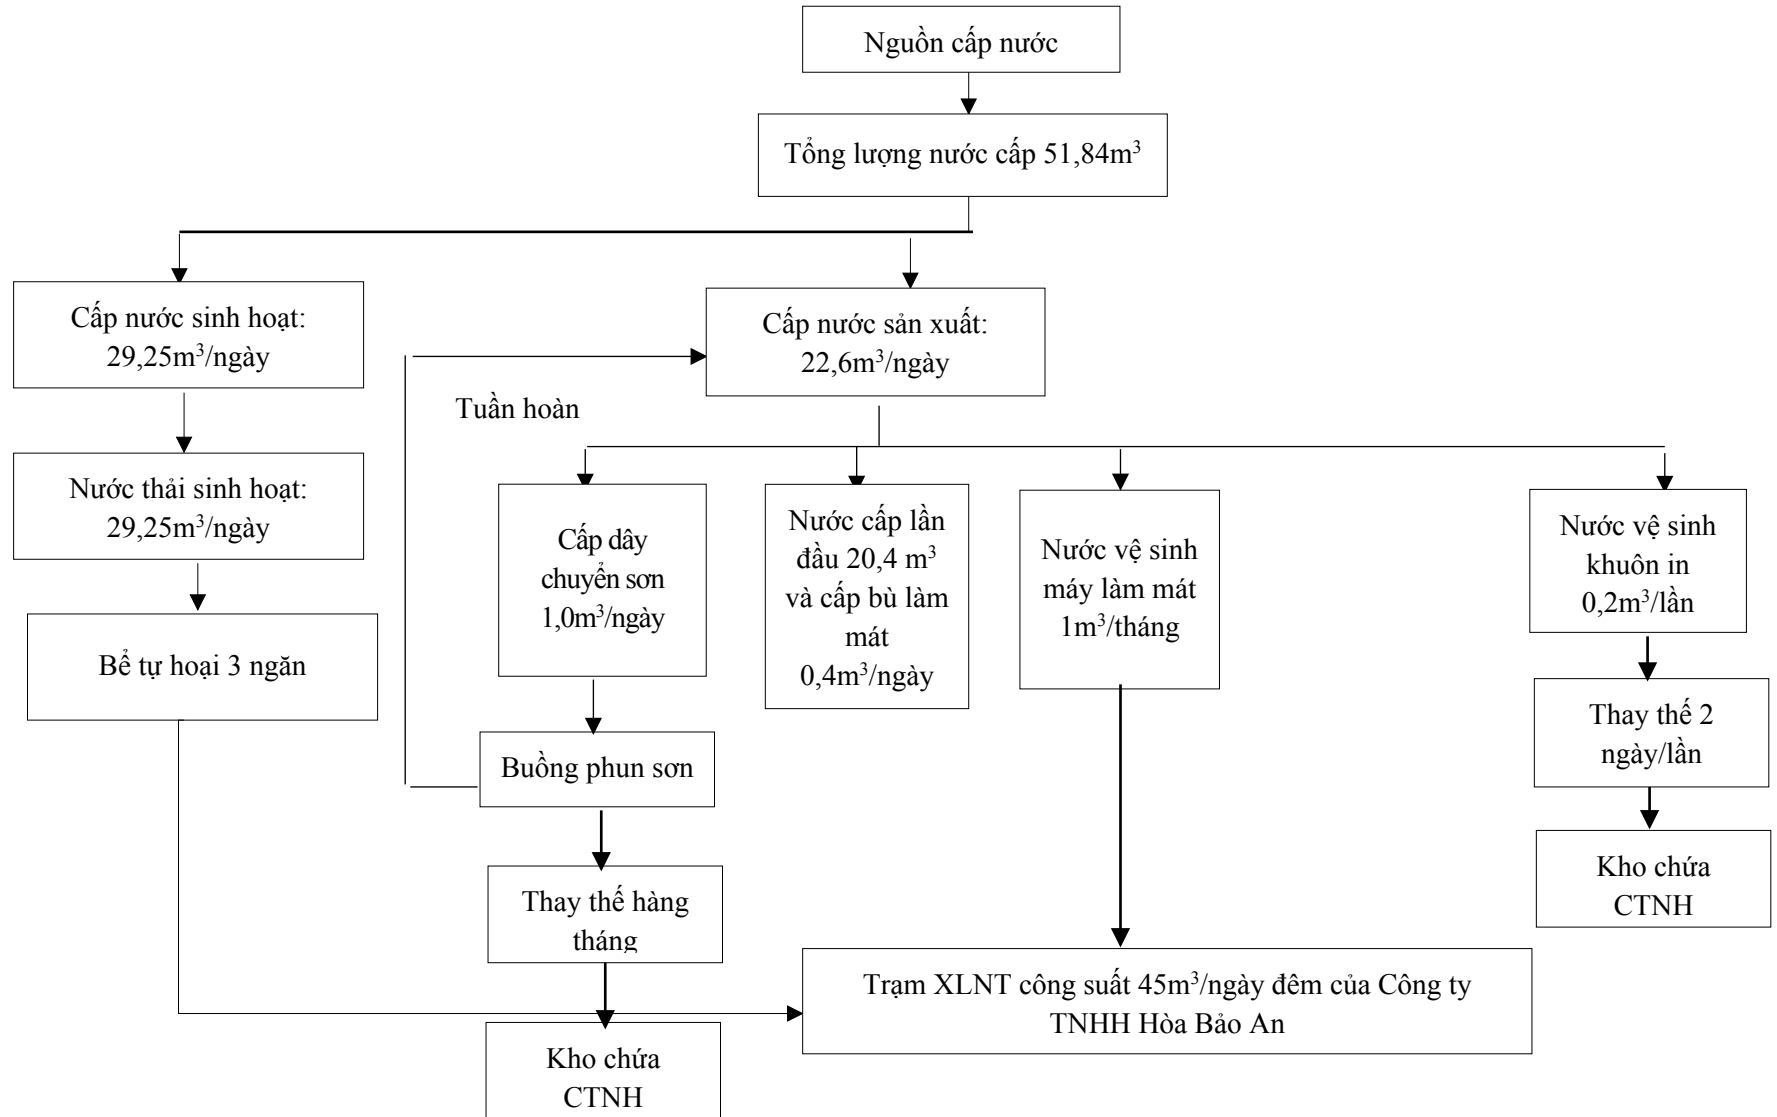 Nguồn cấp nước
Tổng lượng nước cấp 51,84m³
Cấp nước sinh hoạt:
29,25m³/ngày
Cấp nước sản xuất:
22,6m³/ngày
Tuần hoàn
Nước thải sinh hoạt:
29,25m³/ngày
Bể tự hoại 3 ngăn
Cấp dây
chuyển sơn
1,0m³/ngày
Nước cấp lần
đầu 20,4 m³
và cấp bù làm
mát
0,4m³/ngày
Nước vệ sinh
máy làm mát
1m³/tháng
Nước vệ sinh
khuôn in
0,2m³/lần
Buồng phun sơn
Thay thế 2
ngày/lần
Thay thế hàng
tháng
Kho chứa
CTNH
Trạm XLNT công suất 45m³/ngày đêm của Công ty
TNHH Hòa Bảo An
Kho chứa
CTNH